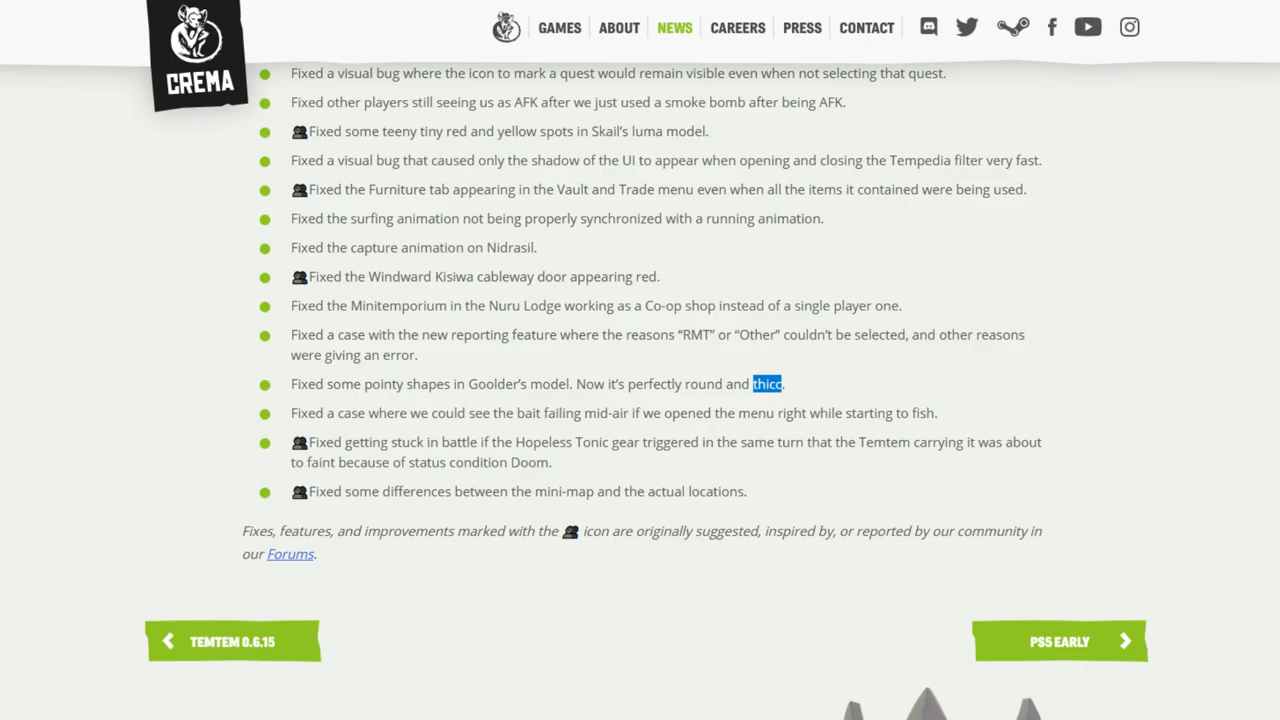 GAMES
ABOUT
NEWS
CAREERS
PRESS
CONTACT
CREMA
Fixed a visual bug where the icon to mark a quest would remain visible even when not selecting that quest.
Fixed other players still seeing us as AFK after we just used a smoke bomb after being AFK.
Fixed some teeny tiny red and yellow spots in Skail’s luma model.
Fixed a visual bug that caused only the shadow of the UI to appear when opening and closing the Tempedia filter very fast.
Fixed the Furniture tab appearing in the Vault and Trade menu even when all the items it contained were being used.
Fixed the surfing animation not being properly synchronized with a running animation.
Fixed the capture animation on Nidrasil.
Fixed the Windward Kisiwa cableway door appearing red.
Fixed the Minitemporium in the Nuru Lodge working as a Co-op shop instead of a single player one.
Fixed a case with the new reporting feature where the reasons “RMT” or “Other” couldn’t be selected, and other reasons
were giving an error.
Fixed some pointy shapes in Goolder’s model. Now it’s perfectly round and thicc.
Fixed a case where we could see the bait failing mid-air if we opened the menu right while starting to fish.
Fixed getting stuck in battle if the Hopeless Tonic gear triggered in the same turn that the Temtem carrying it was about
to faint because of status condition Doom.
Fixed some differences between the mini-map and the actual locations.
Fixes, features, and improvements marked with the icon are originally suggested, inspired by, or reported by our community in
our Forums.
TEMTEM 0.6.15
PS5 EARLY